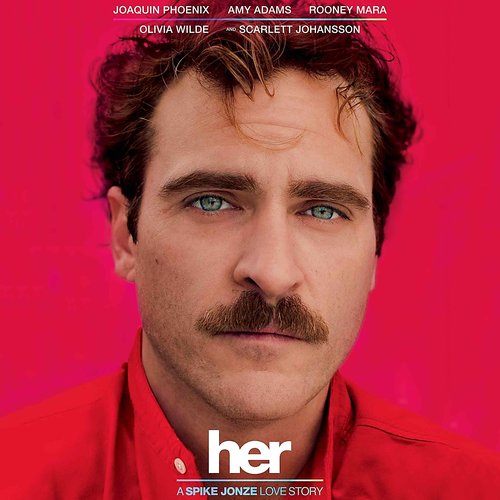 JOAQUIN PHOENIX AMY ADAMS ROONEY MARA
OLIVIA WILDE AND SCARLETT JOHANSSON
her
A SPIKE JONZE LOVE STORY